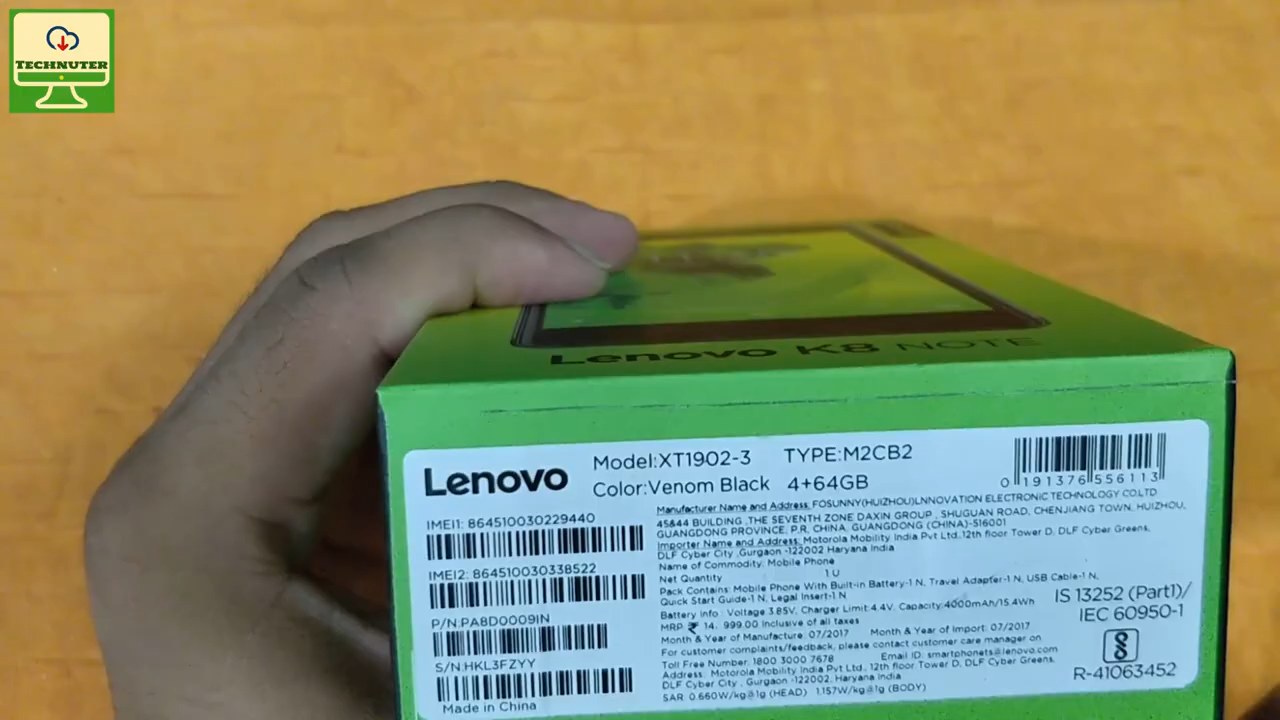 TECHNUTER
Lenovo K8 NOTE
Lenovo
Model:XT1902-3 TYPE:M2CB2
Color:Venom Black 4+64GB
0 191376 556113
IMEI1: 864510030229440
IMEI2: 864510030338522
P/N:PA8D0009IN
S/N:HKL3FZYY
Made in China
Manufacturer Name and Address: FOSUNNY(HUIZHOU)LNNOVATION ELECTRONIC TECHNOLOGY CO.LTD
45&44 BUILDING ,THE SEVENTH ZONE DAXIN GROUP , SHUGUAN ROAD, CHENJIANG TOWN, HUIZHOU,
GUANGDONG PROVINCE, P.R, CHINA, GUANGDONG (CHINA)-516001
Importer Name and Address: Motorola Mobility India Pvt Ltd.,12th floor Tower D, DLF Cyber Greens,
DLF Cyber City ,Gurgaon -122002 Haryana India
Name of Commodity: Mobile Phone
Net Quantity 1 U
Pack Contains: Mobile Phone With Built-in Battery-1 N, Travel Adapter-1 N, USB Cable-1 N,
Quick Start Guide-1 N, Legal Insert-1 N
Battery Info : Voltage 3.85V, Charger Limit:4.4V, Capacity:4000mAh/15.4Wh
MRP ₹ 14, 999.00 Inclusive of all taxes
Month & Year of Manufacture: 07/2017 Month & Year of Import: 07/2017
For customer complaints/feedback, please contact customer care manager on
Toll Free Number: 1800 3000 7678 Email ID: smartphonets@lenovo.com
Address: Motorola Mobility India Pvt Ltd., 12th floor Tower D, DLF Cyber Greens,
DLF Cyber City , Gurgaon -122002, Haryana, India
SAR: 0.660W/kg@1g (HEAD) 1.157W/kg@1g (BODY)
IS 13252 (Part1)/
IEC 60950-1
R-41063452